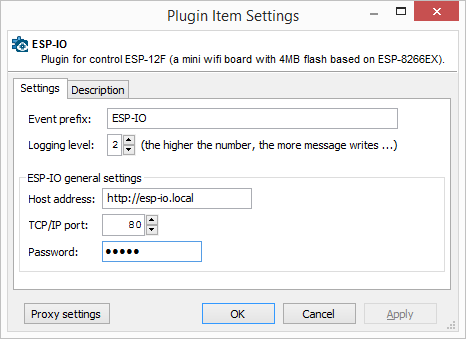 Plugin Item Settings
ESP-IO
Plugin for control ESP-12F (a mini wifi board with 4MB flash based on ESP-8266EX).
Settings Description
Event prefix: ESP-IO
Logging level: 2 (the higher the number, the more message writes ...)
ESP-IO general settings
Host address: http://esp-io.local
TCP/IP port: 80
Password: •••••
Proxy settings OK Cancel Apply